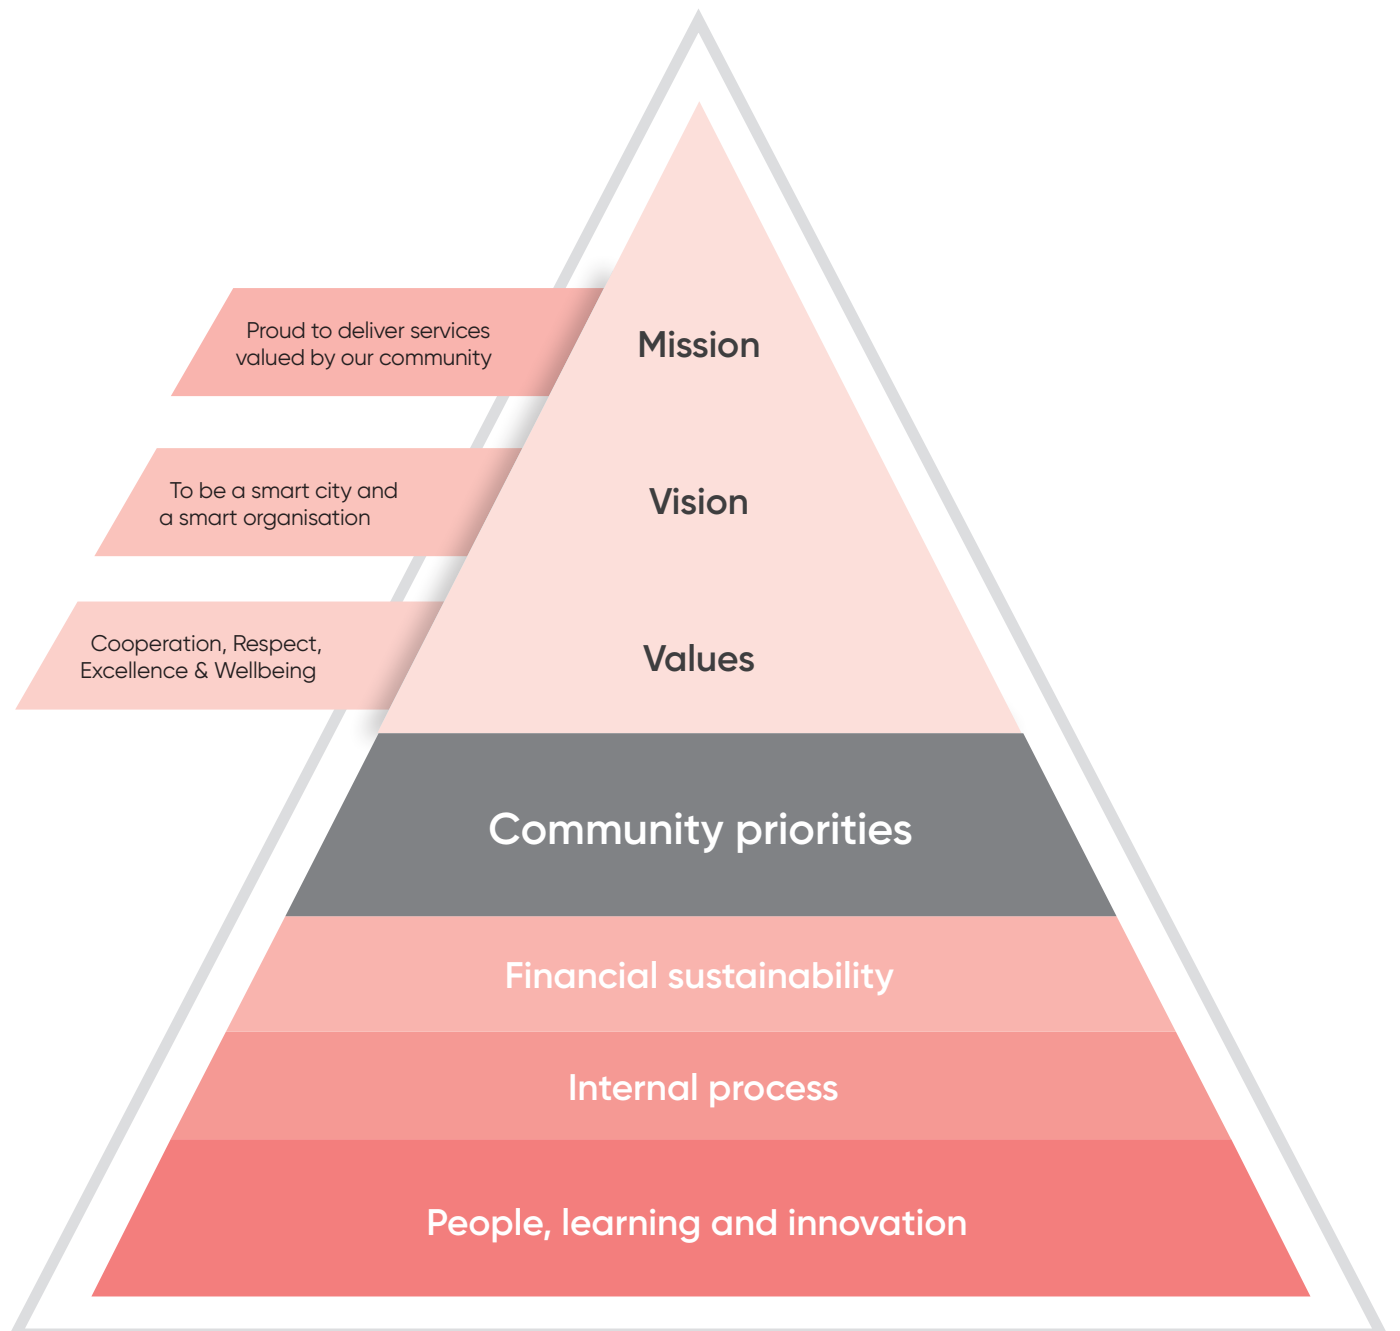 Proud to deliver services
valued by our community
Mission
To be a smart city and
a smart organisation
Vision
Cooperation, Respect,
Excellence & Wellbeing
Values
Community priorities
Financial sustainability
Internal process
People, learning and innovation